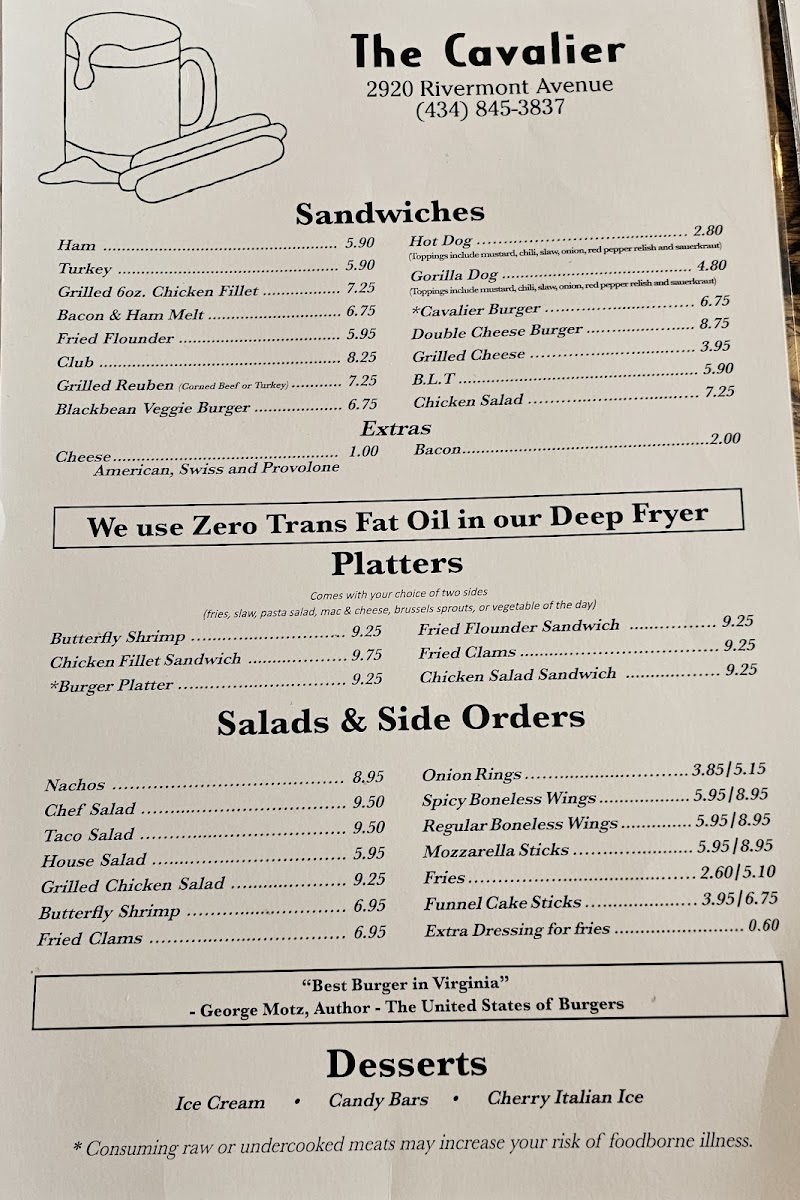 The Cavalier
2920 Rivermont Avenue
(434) 845-3837
Sandwiches
Ham ........ 5.90
Turkey ........ 5.90
Grilled 6oz. Chicken Fillet ........ 7.25
Bacon & Ham Melt ........ 6.75
Fried Flounder ........ 5.95
Club ........ 8.25
Grilled Reuben (Corned Beef or Turkey) ........ 7.25
Blackbean Veggie Burger ........ 6.75
Hot Dog ........ 2.80
(Toppings include mustard, chili, slaw, onion, red pepper relish and sauerkraut)
Gorilla Dog ........ 4.80
(Toppings include mustard, chili, slaw, onion, red pepper relish and sauerkraut)
*Cavalier Burger ........ 6.75
Double Cheese Burger ........ 8.75
Grilled Cheese ........ 3.95
B.L.T ........ 5.90
Chicken Salad ........ 7.25
Extras
Cheese ........ 1.00
American, Swiss and Provolone
Bacon ........ 2.00
We use Zero Trans Fat Oil in our Deep Fryer
Platters
Comes with your choice of two sides
(fries, slaw, pasta salad, mac & cheese, brussels sprouts, or vegetable of the day)
Butterfly Shrimp ........ 9.25
Chicken Fillet Sandwich ........ 9.75
*Burger Platter ........ 9.25
Fried Flounder Sandwich ........ 9.25
Fried Clams ........ 9.25
Chicken Salad Sandwich ........ 9.25
Salads & Side Orders
Nachos ........ 8.95
Chef Salad ........ 9.50
Taco Salad ........ 9.50
House Salad ........ 5.95
Grilled Chicken Salad ........ 9.25
Butterfly Shrimp ........ 6.95
Fried Clams ........ 6.95
Onion Rings ........ 3.85|5.15
Spicy Boneless Wings ........ 5.95|8.95
Regular Boneless Wings ........ 5.95|8.95
Mozzarella Sticks ........ 5.95|8.95
Fries ........ 2.60|5.10
Funnel Cake Sticks ........ 3.95|6.75
Extra Dressing for fries ........ 0.60
“Best Burger in Virginia”
- George Motz, Author - The United States of Burgers
Desserts
Ice Cream • Candy Bars • Cherry Italian Ice
* Consuming raw or undercooked meats may increase your risk of foodborne illness.